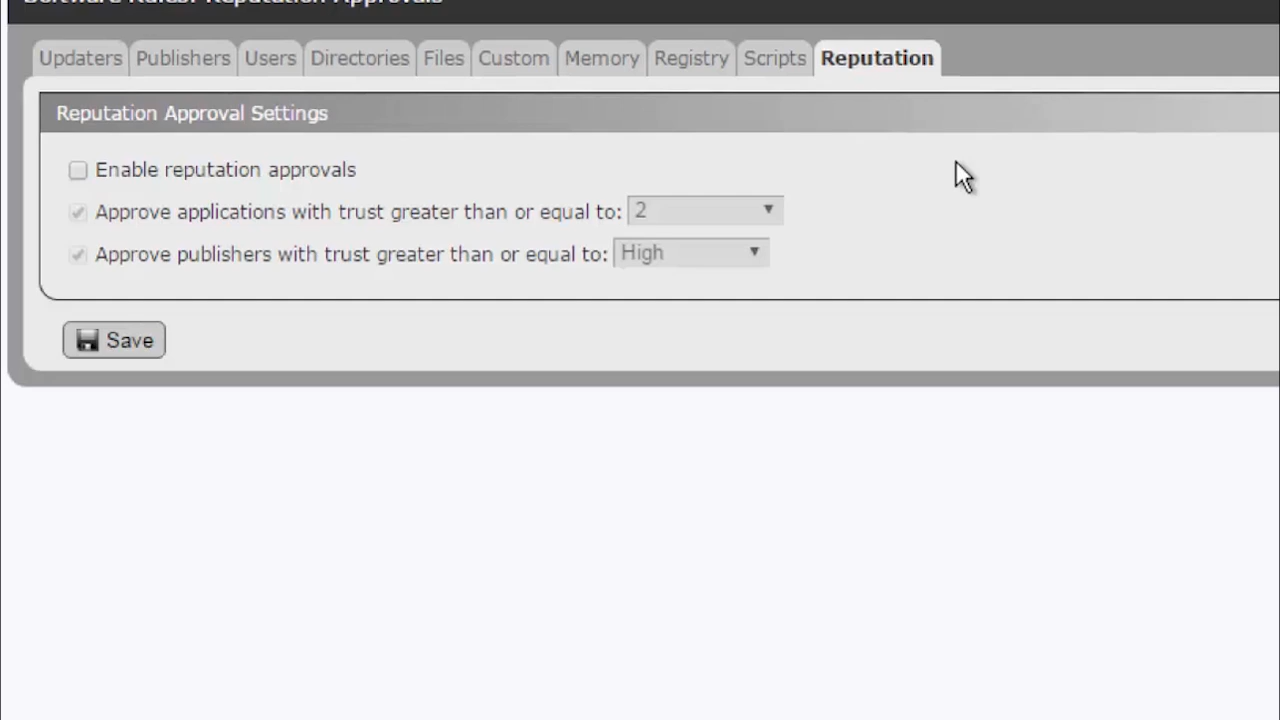 Software Rules: Reputation Approvals
Updaters Publishers Users Directories Files Custom Memory Registry Scripts Reputation
Reputation Approval Settings
Enable reputation approvals
Approve applications with trust greater than or equal to: 2
Approve publishers with trust greater than or equal to: High
Save